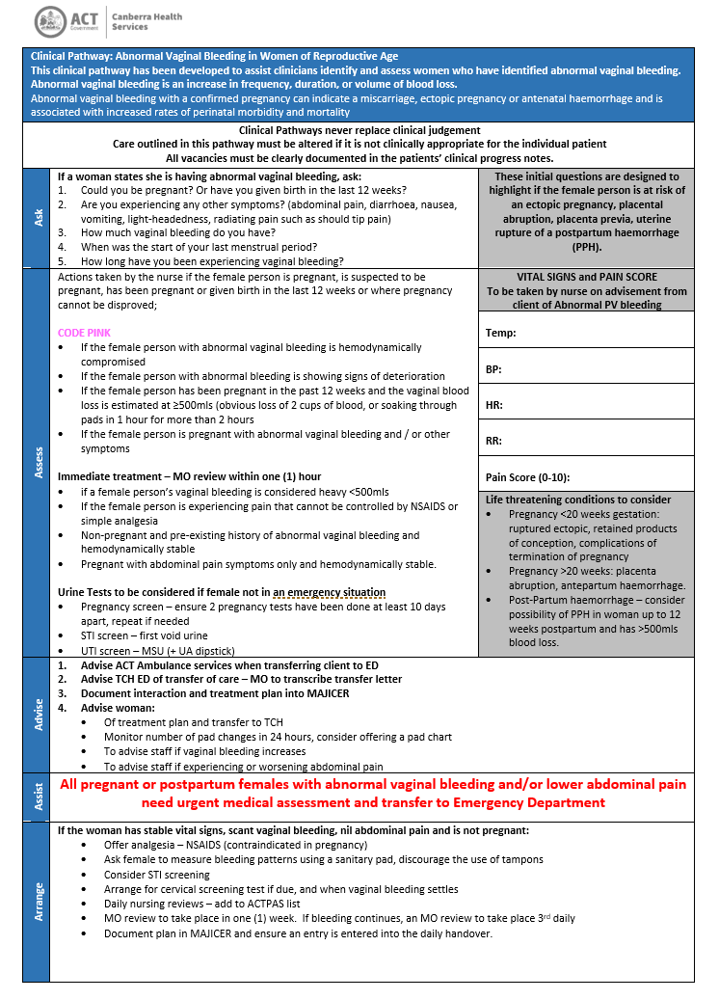 ACT
Government
Canberra Health
Services
Clinical Pathway: Abnormal Vaginal Bleeding in Women of Reproductive Age
This clinical pathway has been developed to assist clinicians identify and assess women who have identified abnormal vaginal bleeding.
Abnormal vaginal bleeding is an increase in frequency, duration, or volume of blood loss.
Abnormal vaginal bleeding with a confirmed pregnancy can indicate a miscarriage, ectopic pregnancy or antenatal haemorrhage and is
associated with increased rates of perinatal morbidity and mortality
Clinical Pathways never replace clinical judgement
Care outlined in this pathway must be altered if it is not clinically appropriate for the individual patient
All vacancies must be clearly documented in the patients' clinical progress notes.
Ask
If a woman states she is having abnormal vaginal bleeding, ask:
1. Could you be pregnant? Or have you given birth in the last 12 weeks?
2. Are you experiencing any other symptoms? (abdominal pain, diarrhoea, nausea,
vomiting, light-headedness, radiating pain such as should tip pain)
3. How much vaginal bleeding do you have?
4. When was the start of your last menstrual period?
5. How long have you been experiencing vaginal bleeding?
These initial questions are designed to
highlight if the female person is at risk of
an ectopic pregnancy, placental
abruption, placenta previa, uterine
rupture of a postpartum haemorrhage
(PPH).
Assess
Actions taken by the nurse if the female person is pregnant, is suspected to be
pregnant, has been pregnant or given birth in the last 12 weeks or where pregnancy
cannot be disproved;
CODE PINK
• If the female person with abnormal vaginal bleeding is hemodynamically
compromised
• If the female person with abnormal bleeding is showing signs of deterioration
• If the female person has been pregnant in the past 12 weeks and the vaginal blood
loss is estimated at ≥500mls (obvious loss of 2 cups of blood, or soaking through
pads in 1 hour for more than 2 hours
• If the female person is pregnant with abnormal vaginal bleeding and / or other
symptoms
Immediate treatment – MO review within one (1) hour
• if a female person's vaginal bleeding is considered heavy <500mls
• If the female person is experiencing pain that cannot be controlled by NSAIDS or
simple analgesia
• Non-pregnant and pre-existing history of abnormal vaginal bleeding and
hemodynamically stable
• Pregnant with abdominal pain symptoms only and hemodynamically stable.
Urine Tests to be considered if female not in an emergency situation
• Pregnancy screen – ensure 2 pregnancy tests have been done at least 10 days
apart, repeat if needed
• STI screen – first void urine
• UTI screen – MSU (+ UA dipstick)
VITAL SIGNS and PAIN SCORE
To be taken by nurse on advisement from
client of Abnormal PV bleeding
Temp:
BP:
HR:
RR:
Pain Score (0-10):
Life threatening conditions to consider
• Pregnancy <20 weeks gestation:
ruptured ectopic, retained products
of conception, complications of
termination of pregnancy
• Pregnancy >20 weeks: placenta
abruption, antepartum haemorrhage.
• Post-Partum haemorrhage – consider
possibility of PPH in woman up to 12
weeks postpartum and has >500mls
blood loss.
Advise
1. Advise ACT Ambulance services when transferring client to ED
2. Advise TCH ED of transfer of care – MO to transcribe transfer letter
3. Document interaction and treatment plan into MAJICER
4. Advise woman:
• Of treatment plan and transfer to TCH
• Monitor number of pad changes in 24 hours, consider offering a pad chart
• To advise staff if vaginal bleeding increases
• To advise staff if experiencing or worsening abdominal pain
Assist
All pregnant or postpartum females with abnormal vaginal bleeding and/or lower abdominal pain
need urgent medical assessment and transfer to Emergency Department
Arrange
If the woman has stable vital signs, scant vaginal bleeding, nil abdominal pain and is not pregnant:
• Offer analgesia – NSAIDS (contraindicated in pregnancy)
• Ask female to measure bleeding patterns using a sanitary pad, discourage the use of tampons
• Consider STI screening
• Arrange for cervical screening test if due, and when vaginal bleeding settles
• Daily nursing reviews – add to ACTPAS list
• MO review to take place in one (1) week. If bleeding continues, an MO review to take place 3rd daily
• Document plan in MAJICER and ensure an entry is entered into the daily handover.